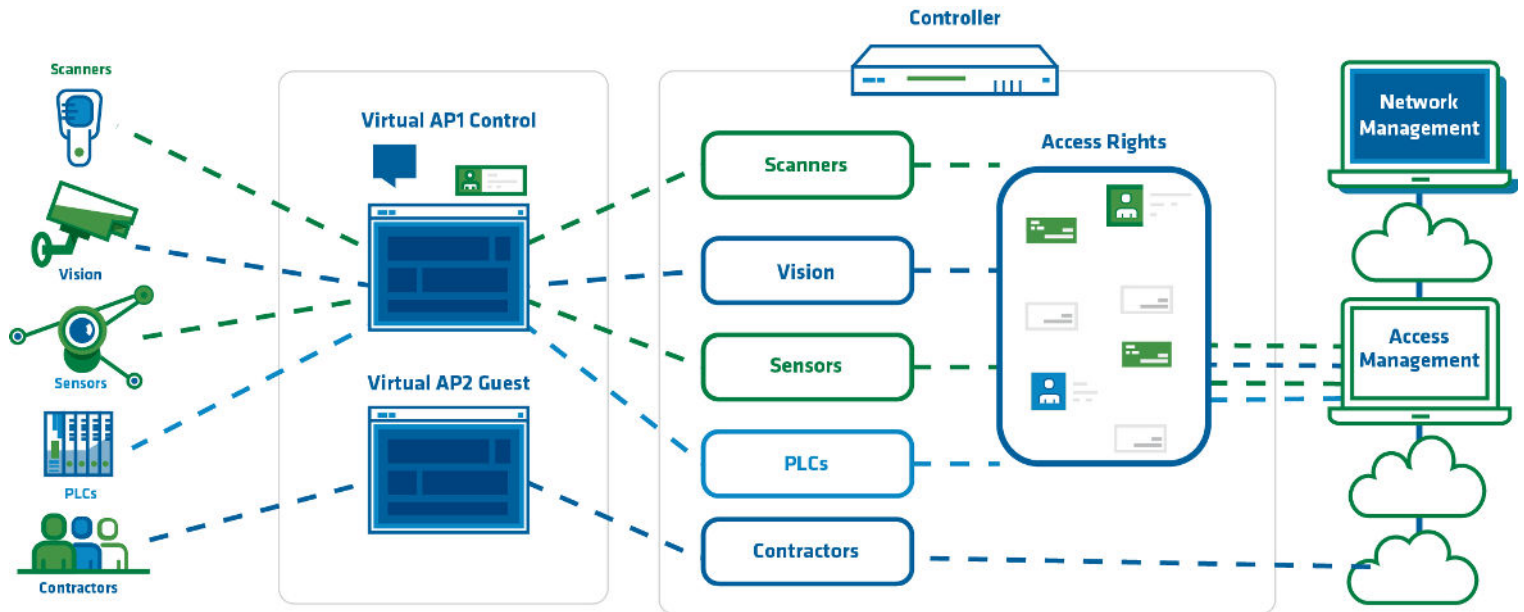 Controller
Scanners
Vision
Sensors
PLCs
Contractors
Virtual AP1 Control
Virtual AP2 Guest
Scanners
Vision
Sensors
PLCs
Contractors
Access Rights
Network
Management
Access
Management